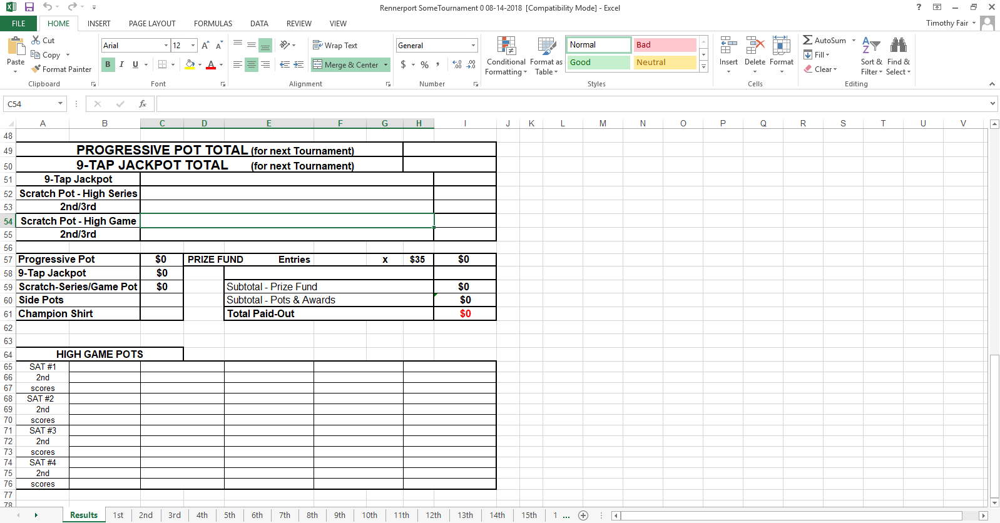 Rennerport SomeTournament 0 08-14-2018 [Compatibility Mode] - Excel
?
FILE HOME INSERT PAGE LAYOUT FORMULAS DATA REVIEW VIEW Timothy Fair
Paste
Cut
Copy
Format Painter
Clipboard
Arial 12
B I U
Font
Wrap Text
Merge & Center
Alignment
General
$ % ,
Number
Conditional Formatting
Format as Table
Normal Bad
Good Neutral
Styles
Insert Delete Format
Cells
AutoSum
Fill
Clear
Sort & Filter
Find & Select
Editing
C54 fx
A B C D E F G H I J K L M N O P Q R S T U V
48
49 PROGRESSIVE POT TOTAL (for next Tournament)
50 9-TAP JACKPOT TOTAL (for next Tournament)
51 9-Tap Jackpot
52 Scratch Pot - High Series
53 2nd/3rd
54 Scratch Pot - High Game
55 2nd/3rd
56
57 Progressive Pot $0 PRIZE FUND Entries x $35 $0
58 9-Tap Jackpot $0
59 Scratch-Series/Game Pot $0 Subtotal - Prize Fund $0
60 Side Pots Subtotal - Pots & Awards $0
61 Champion Shirt Total Paid-Out $0
62
63
64 HIGH GAME POTS
65 SAT #1
66 2nd
67 scores
68 SAT #2
69 2nd
70 scores
71 SAT #3
72 2nd
73 scores
74 SAT #4
75 2nd
76 scores
77
78
Results 1st 2nd 3rd 4th 5th 6th 7th 8th 9th 10th 11th 12th 13th 14th 15th 1 ...